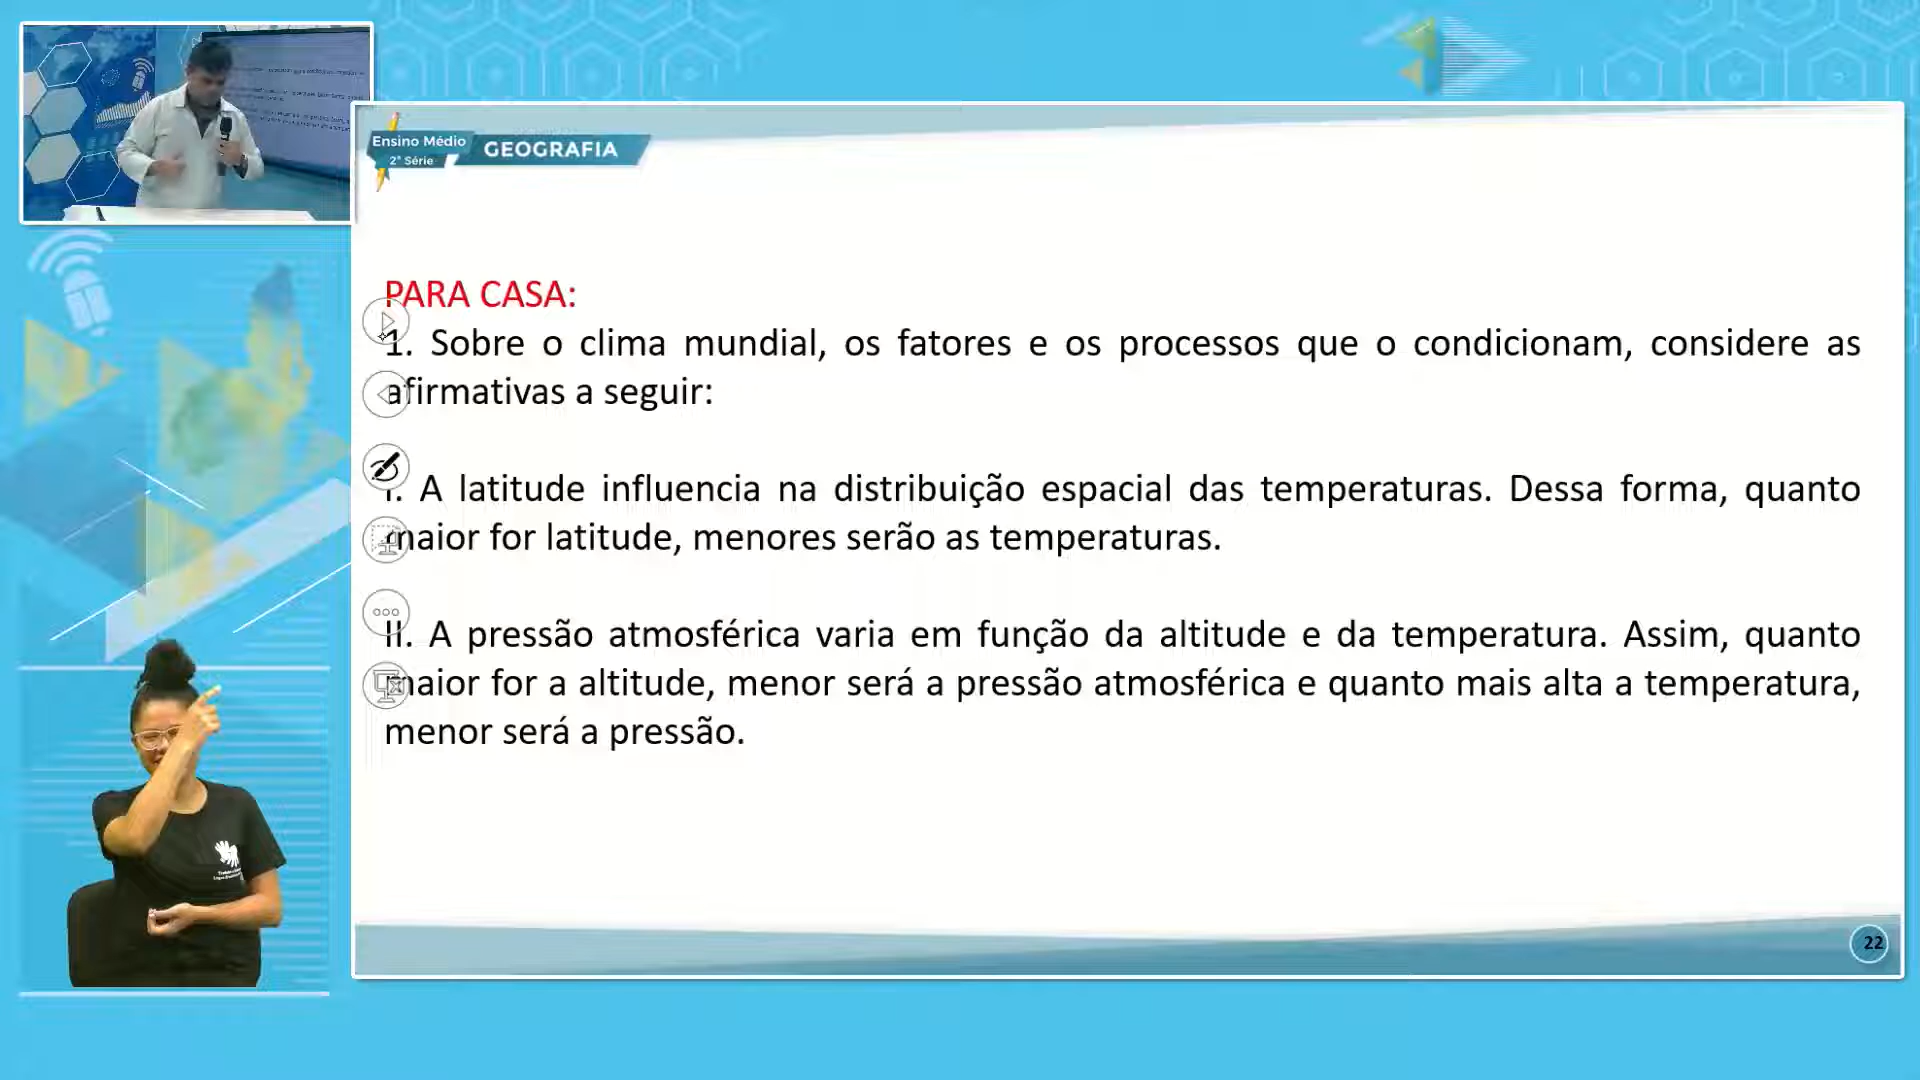 Ensino Médio
2ª Série
GEOGRAFIA
PARA CASA:
1. Sobre o clima mundial, os fatores e os processos que o condicionam, considere as
afirmativas a seguir:
I. A latitude influencia na distribuição espacial das temperaturas. Dessa forma, quanto
maior for latitude, menores serão as temperaturas.
II. A pressão atmosférica varia em função da altitude e da temperatura. Assim, quanto
maior for a altitude, menor será a pressão atmosférica e quanto mais alta a temperatura,
menor será a pressão.
22